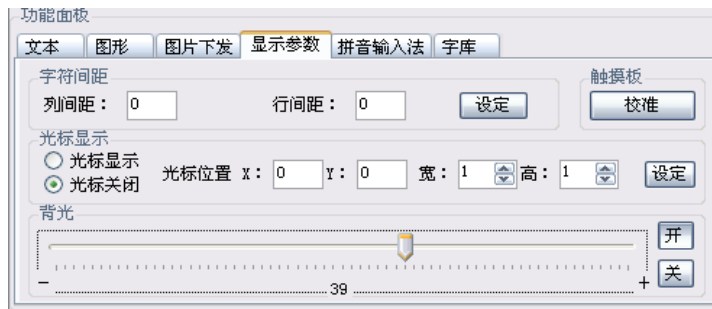 功能面板
文本 图形 图片下发 显示参数 拼音输入法 字库
字符间距 触摸板
列间距： 0 行间距： 0 设定 校准
光标显示
光标显示
光标关闭 光标位置 X： 0 Y： 0 宽： 1 高： 1 设定
背光
开
关
- 39 +